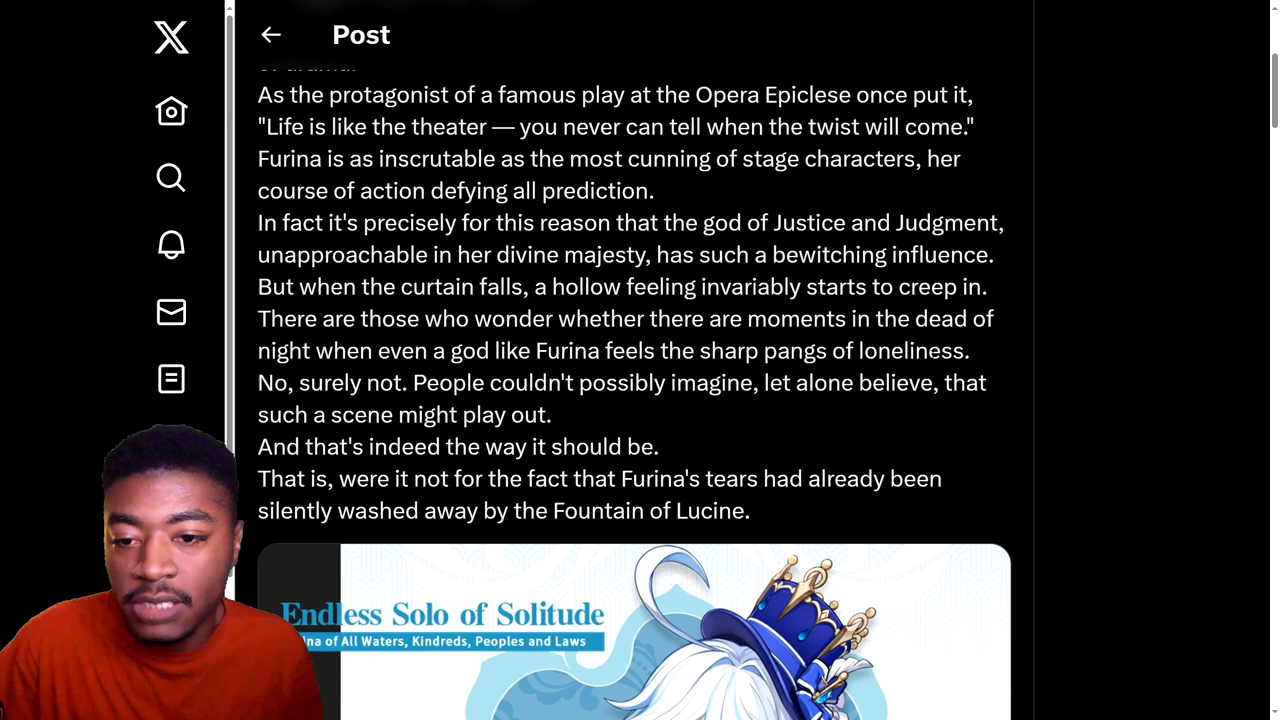 Post
As the protagonist of a famous play at the Opera Epiclese once put it,
"Life is like the theater — you never can tell when the twist will come."
Furina is as inscrutable as the most cunning of stage characters, her
course of action defying all prediction.
In fact it's precisely for this reason that the god of Justice and Judgment,
unapproachable in her divine majesty, has such a bewitching influence.
But when the curtain falls, a hollow feeling invariably starts to creep in.
There are those who wonder whether there are moments in the dead of
night when even a god like Furina feels the sharp pangs of loneliness.
No, surely not. People couldn't possibly imagine, let alone believe, that
such a scene might play out.
And that's indeed the way it should be.
That is, were it not for the fact that Furina's tears had already been
silently washed away by the Fountain of Lucine.
Endless Solo of Solitude
na of All Waters, Kindreds, Peoples and Laws